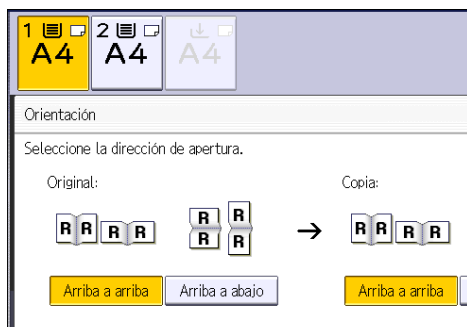 1 2
A4 A4 A4
Orientación
Seleccione la dirección de apertura.
Original: Copia:
R R R R R R → R R R R
R R
Arriba a arriba Arriba a abajo Arriba a arriba